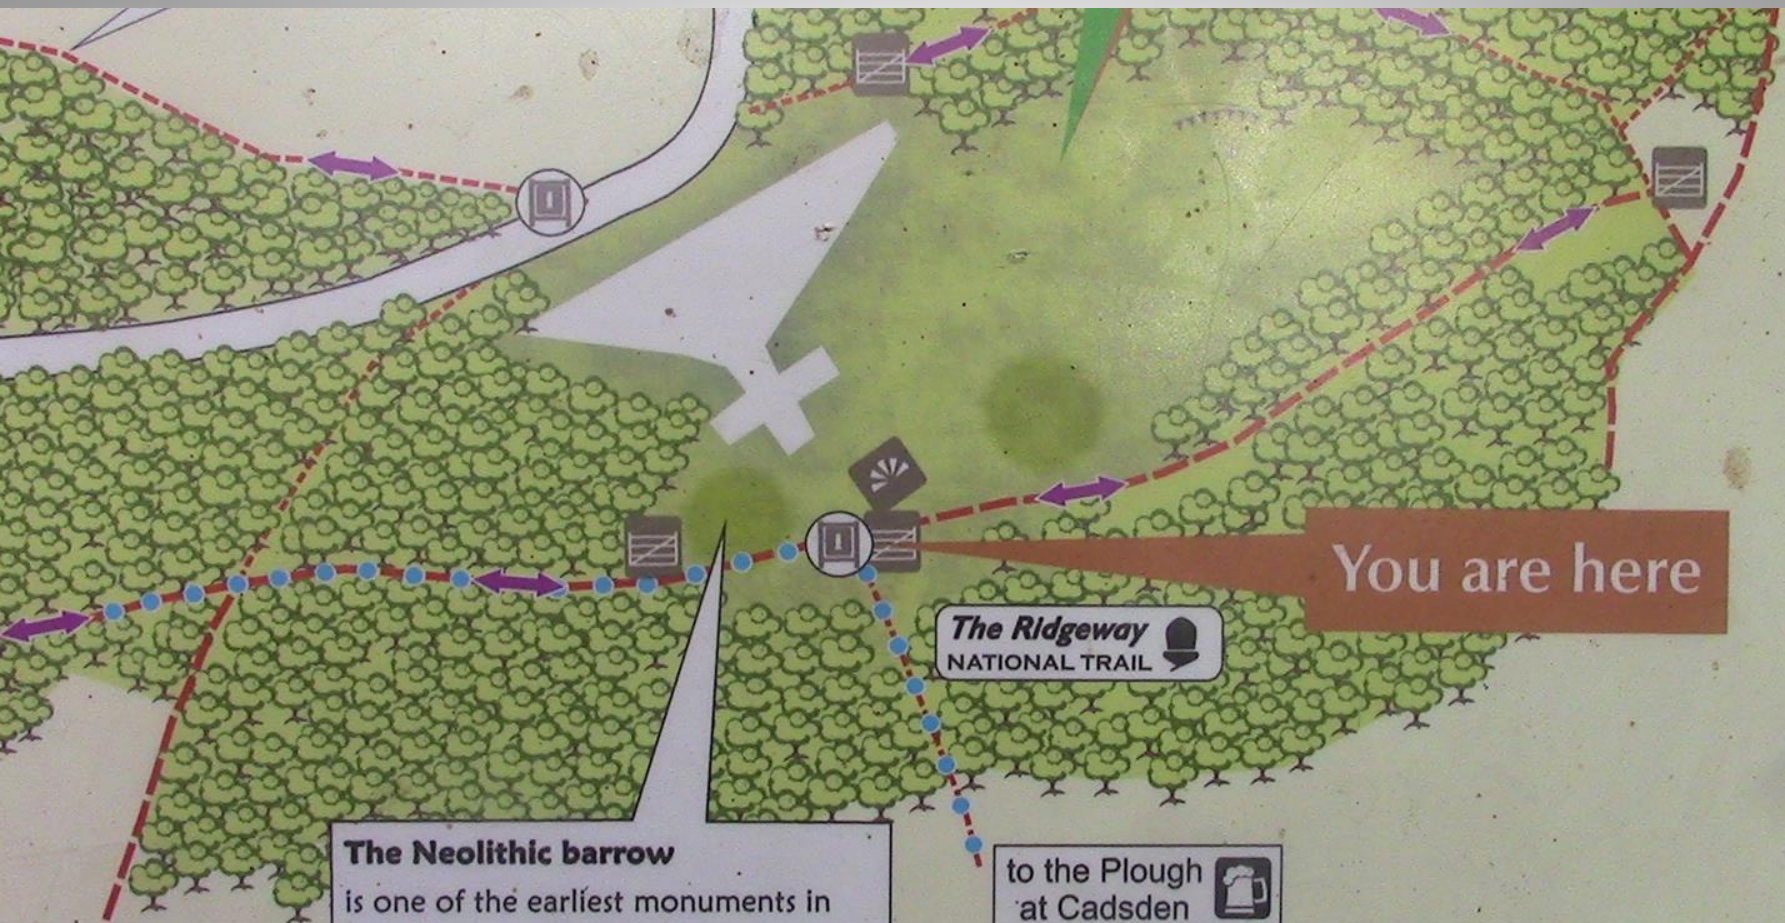 You are here
The Ridgeway
NATIONAL TRAIL
The Neolithic barrow
is one of the earliest monuments in
to the Plough
at Cadsden